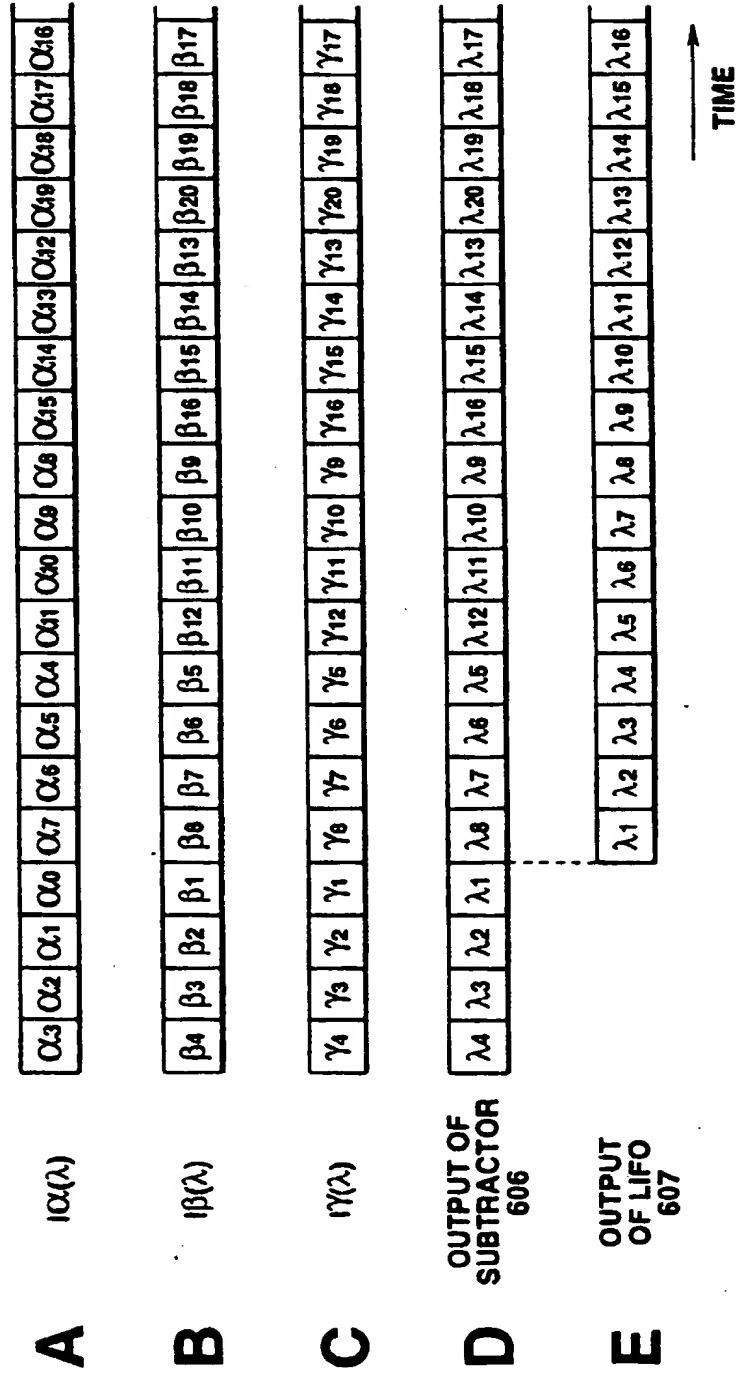 A Iα(λ) α3 α2 α1 α0 α7 α6 α5 α4 α11 α10 α9 α8 α15 α14 α13 α12 α19 α18 α17 α16
B Iβ(λ) β4 β3 β2 β1 β8 β7 β6 β5 β12 β11 β10 β9 β16 β15 β14 β13 β20 β19 β18 β17
C Iγ(λ) γ4 γ3 γ2 γ1 γ8 γ7 γ6 γ5 γ12 γ11 γ10 γ9 γ16 γ15 γ14 γ13 γ20 γ19 γ18 γ17
D OUTPUT OF
SUBTRACTOR
606
λ4 λ3 λ2 λ1 λ8 λ7 λ6 λ5 λ12 λ11 λ10 λ9 λ16 λ15 λ14 λ13 λ20 λ19 λ18 λ17
E OUTPUT
OF LIFO
607
λ1 λ2 λ3 λ4 λ5 λ6 λ7 λ8 λ9 λ10 λ11 λ12 λ13 λ14 λ15 λ16
TIME